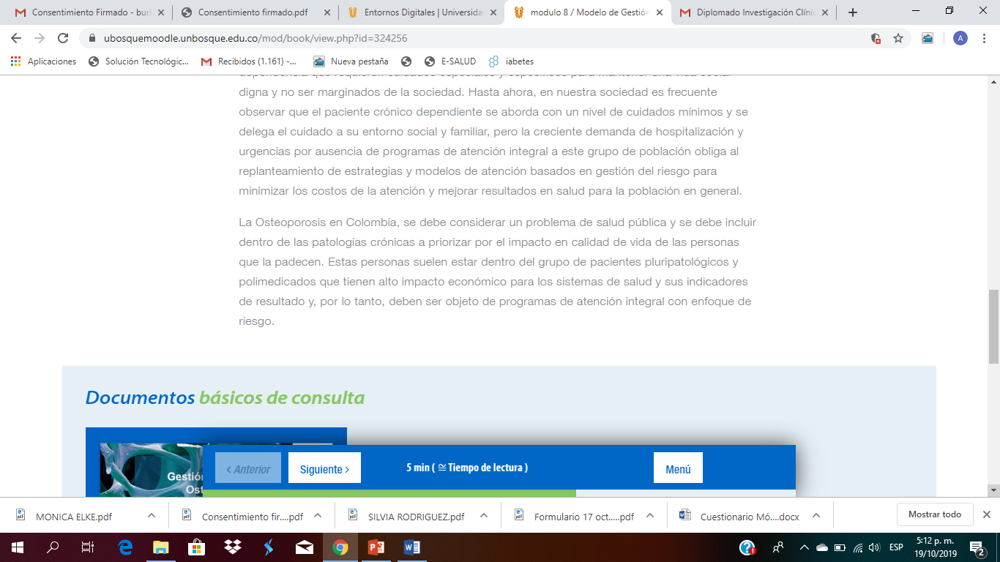 Consentimiento Firmado - burl
Consentimiento firmado.pdf
Entornos Digitales | Universida
modulo 8 / Modelo de Gestión
Diplomado Investigación Clínic
ubosquemoodle.unbosque.edu.co/mod/book/view.php?id=324256
A
Aplicaciones
Solución Tecnológic...
Recibidos (1.161) -...
Nueva pestaña
E-SALUD
iabetes
dependencia que requieren cuidados especiales y específicos para mantener una vida social
digna y no ser marginados de la sociedad. Hasta ahora, en nuestra sociedad es frecuente
observar que el paciente crónico dependiente se aborda con un nivel de cuidados mínimos y se
delega el cuidado a su entorno social y familiar, pero la creciente demanda de hospitalización y
urgencias por ausencia de programas de atención integral a este grupo de población obliga al
replanteamiento de estrategias y modelos de atención basados en gestión del riesgo para
minimizar los costos de la atención y mejorar resultados en salud para la población en general.
La Osteoporosis en Colombia, se debe considerar un problema de salud pública y se debe incluir
dentro de las patologías crónicas a priorizar por el impacto en calidad de vida de las personas
que la padecen. Estas personas suelen estar dentro del grupo de pacientes pluripatológicos y
polimedicados que tienen alto impacto económico para los sistemas de salud y sus indicadores
de resultado y, por lo tanto, deben ser objeto de programas de atención integral con enfoque de
riesgo.
Documentos básicos de consulta
Gestión
Ost
< Anterior
Siguiente >
5 min ( ≅ Tiempo de lectura )
Menú
MONICA ELKE.pdf
Consentimiento fir....pdf
SILVIA RODRIGUEZ.pdf
Formulario 17 oct.....pdf
Cuestionario Mó....docx
Mostrar todo
ESP
5:12 p. m.
19/10/2019
2